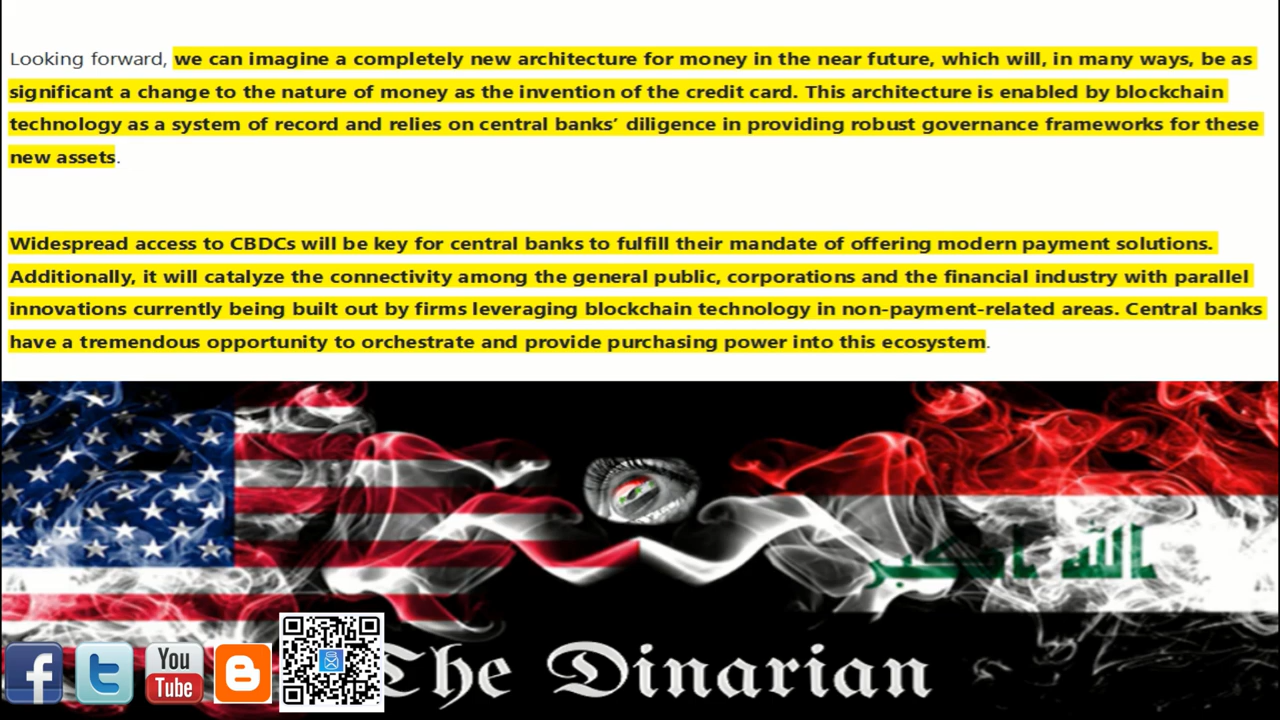 Looking forward, we can imagine a completely new architecture for money in the near future, which will, in many ways, be as
significant a change to the nature of money as the invention of the credit card. This architecture is enabled by blockchain
technology as a system of record and relies on central banks’ diligence in providing robust governance frameworks for these
new assets.
Widespread access to CBDCs will be key for central banks to fulfill their mandate of offering modern payment solutions.
Additionally, it will catalyze the connectivity among the general public, corporations and the financial industry with parallel
innovations currently being built out by firms leveraging blockchain technology in non-payment-related areas. Central banks
have a tremendous opportunity to orchestrate and provide purchasing power into this ecosystem.
الله اكبر
You
Tube
The Dinarian